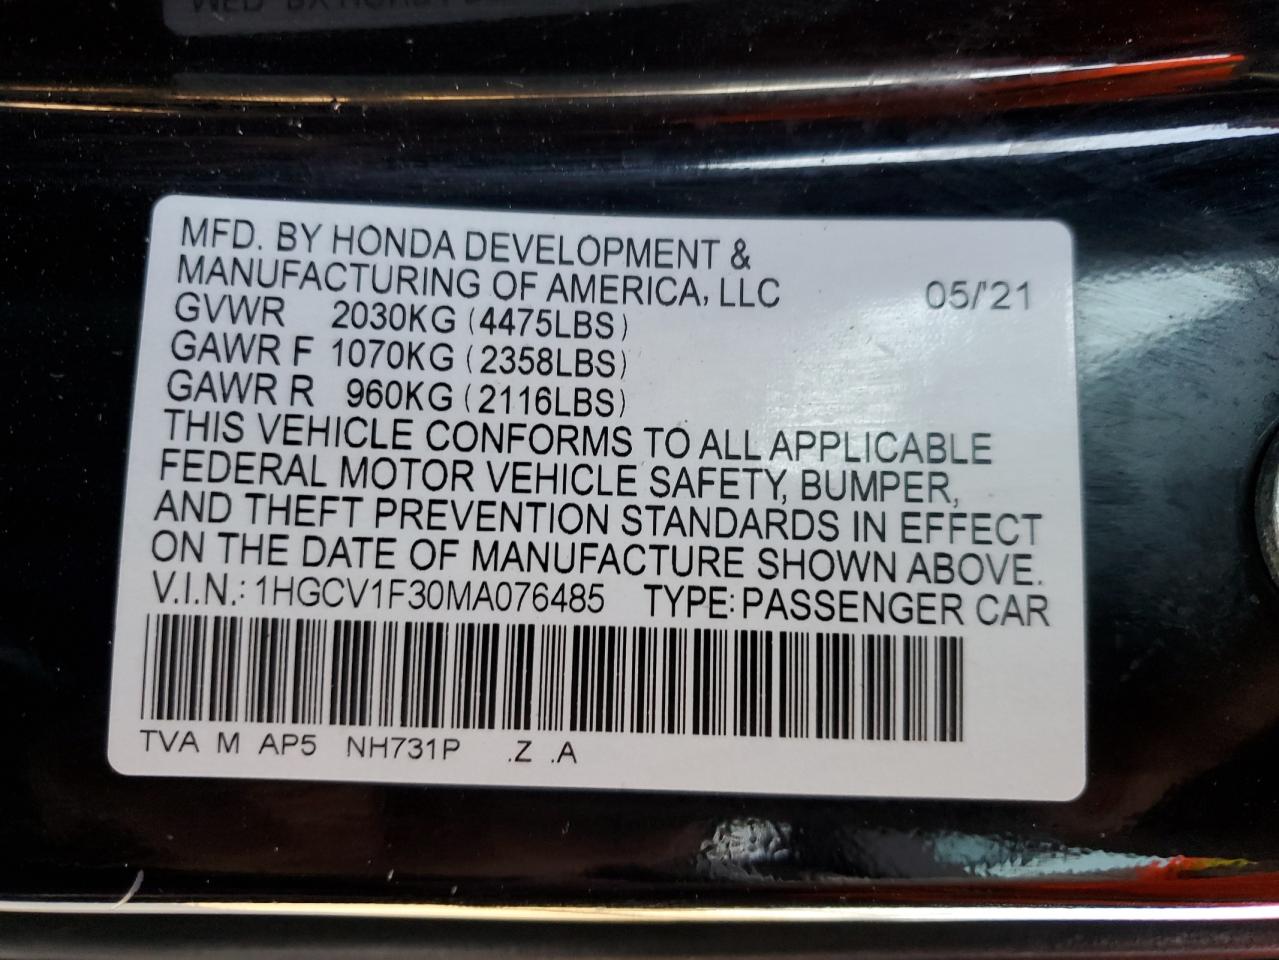 MFD. BY HONDA DEVELOPMENT &
MANUFACTURING OF AMERICA, LLC 05/'21
GVWR 2030KG (4475LBS)
GAWR F 1070KG (2358LBS)
GAWR R 960KG (2116LBS)
THIS VEHICLE CONFORMS TO ALL APPLICABLE
FEDERAL MOTOR VEHICLE SAFETY, BUMPER,
AND THEFT PREVENTION STANDARDS IN EFFECT
ON THE DATE OF MANUFACTURE SHOWN ABOVE.
V.I.N.: 1HGCV1F30MA076485 TYPE: PASSENGER CAR
TVA M AP5 NH731P .Z .A